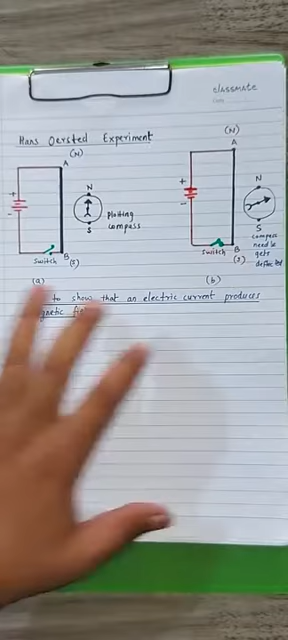 classmate
Hans Oersted Experiment
(N)
A
+
-
N
S
Plotting
compass
Switch
B
(S)
(a)
(N)
A
+
-
N
S
compass
needle
gets
deflected
Switch
B
(S)
(b)
to show that an electric current produces